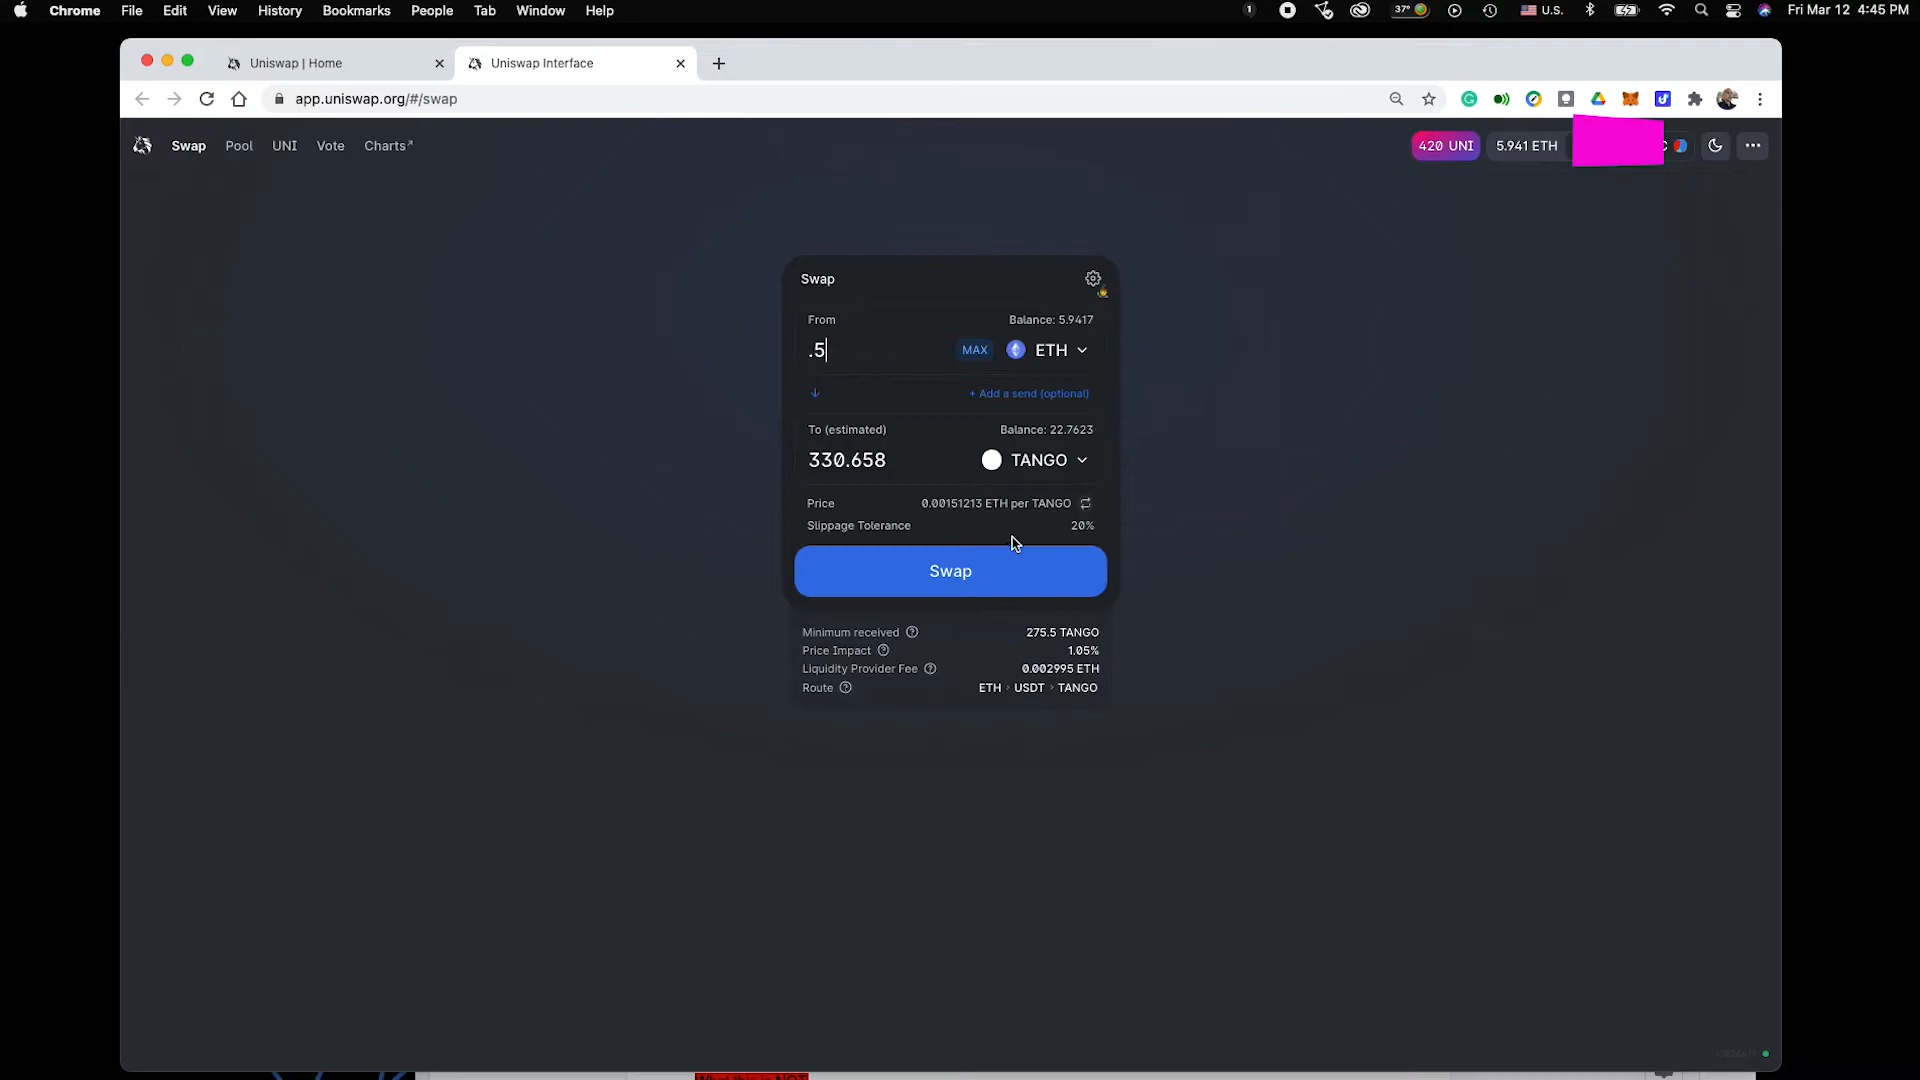 Chrome File Edit View History Bookmarks People Tab Window Help
1 37° U.S. Fri Mar 12 4:45 PM
Uniswap | Home
Uniswap Interface
app.uniswap.org/#/swap
Swap Pool UNI Vote Charts↗
420 UNI 5.941 ETH
Swap
From Balance: 5.9417
.5 MAX ETH
+ Add a send (optional)
To (estimated) Balance: 22.7623
330.658 TANGO
Price 0.00151213 ETH per TANGO
Slippage Tolerance 20%
Swap
Minimum received 275.5 TANGO
Price Impact 1.05%
Liquidity Provider Fee 0.002995 ETH
Route ETH > USDT > TANGO